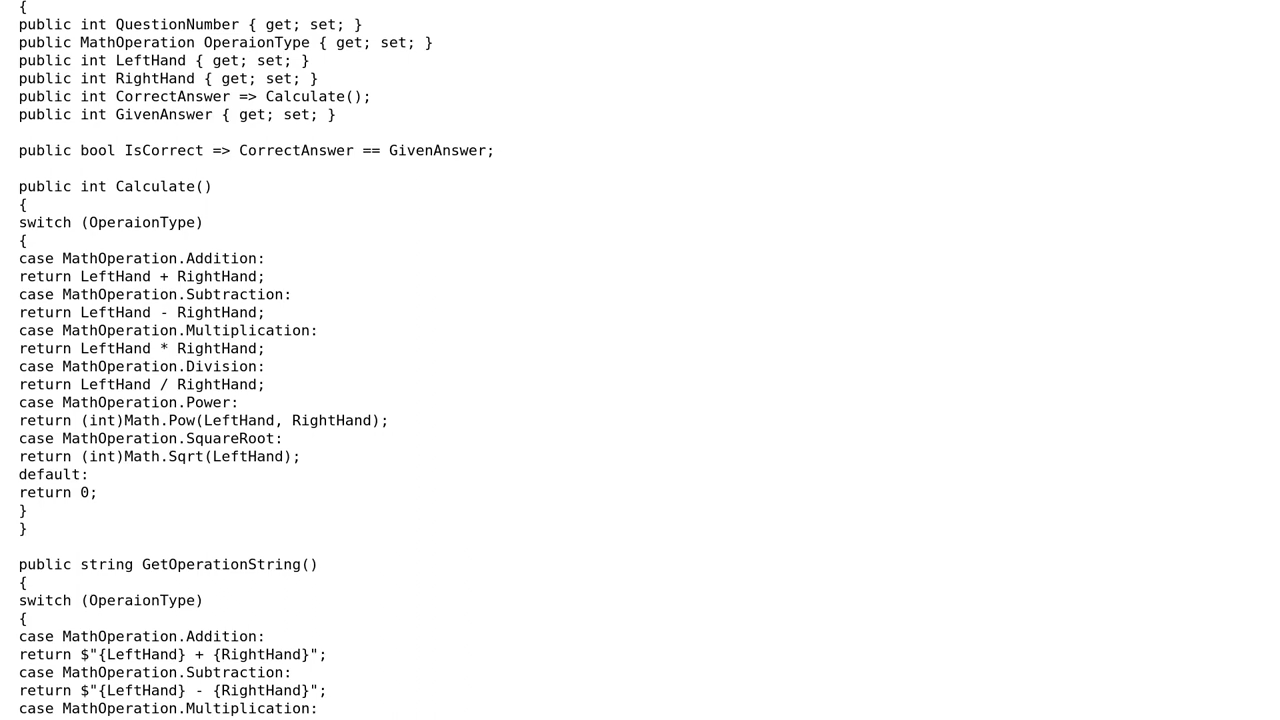 {
public int QuestionNumber { get; set; }
public MathOperation OperaionType { get; set; }
public int LeftHand { get; set; }
public int RightHand { get; set; }
public int CorrectAnswer => Calculate();
public int GivenAnswer { get; set; }

public bool IsCorrect => CorrectAnswer == GivenAnswer;

public int Calculate()
{
switch (OperaionType)
{
case MathOperation.Addition:
return LeftHand + RightHand;
case MathOperation.Subtraction:
return LeftHand - RightHand;
case MathOperation.Multiplication:
return LeftHand * RightHand;
case MathOperation.Division:
return LeftHand / RightHand;
case MathOperation.Power:
return (int)Math.Pow(LeftHand, RightHand);
case MathOperation.SquareRoot:
return (int)Math.Sqrt(LeftHand);
default:
return 0;
}
}

public string GetOperationString()
{
switch (OperaionType)
{
case MathOperation.Addition:
return $"{LeftHand} + {RightHand}";
case MathOperation.Subtraction:
return $"{LeftHand} - {RightHand}";
case MathOperation.Multiplication: